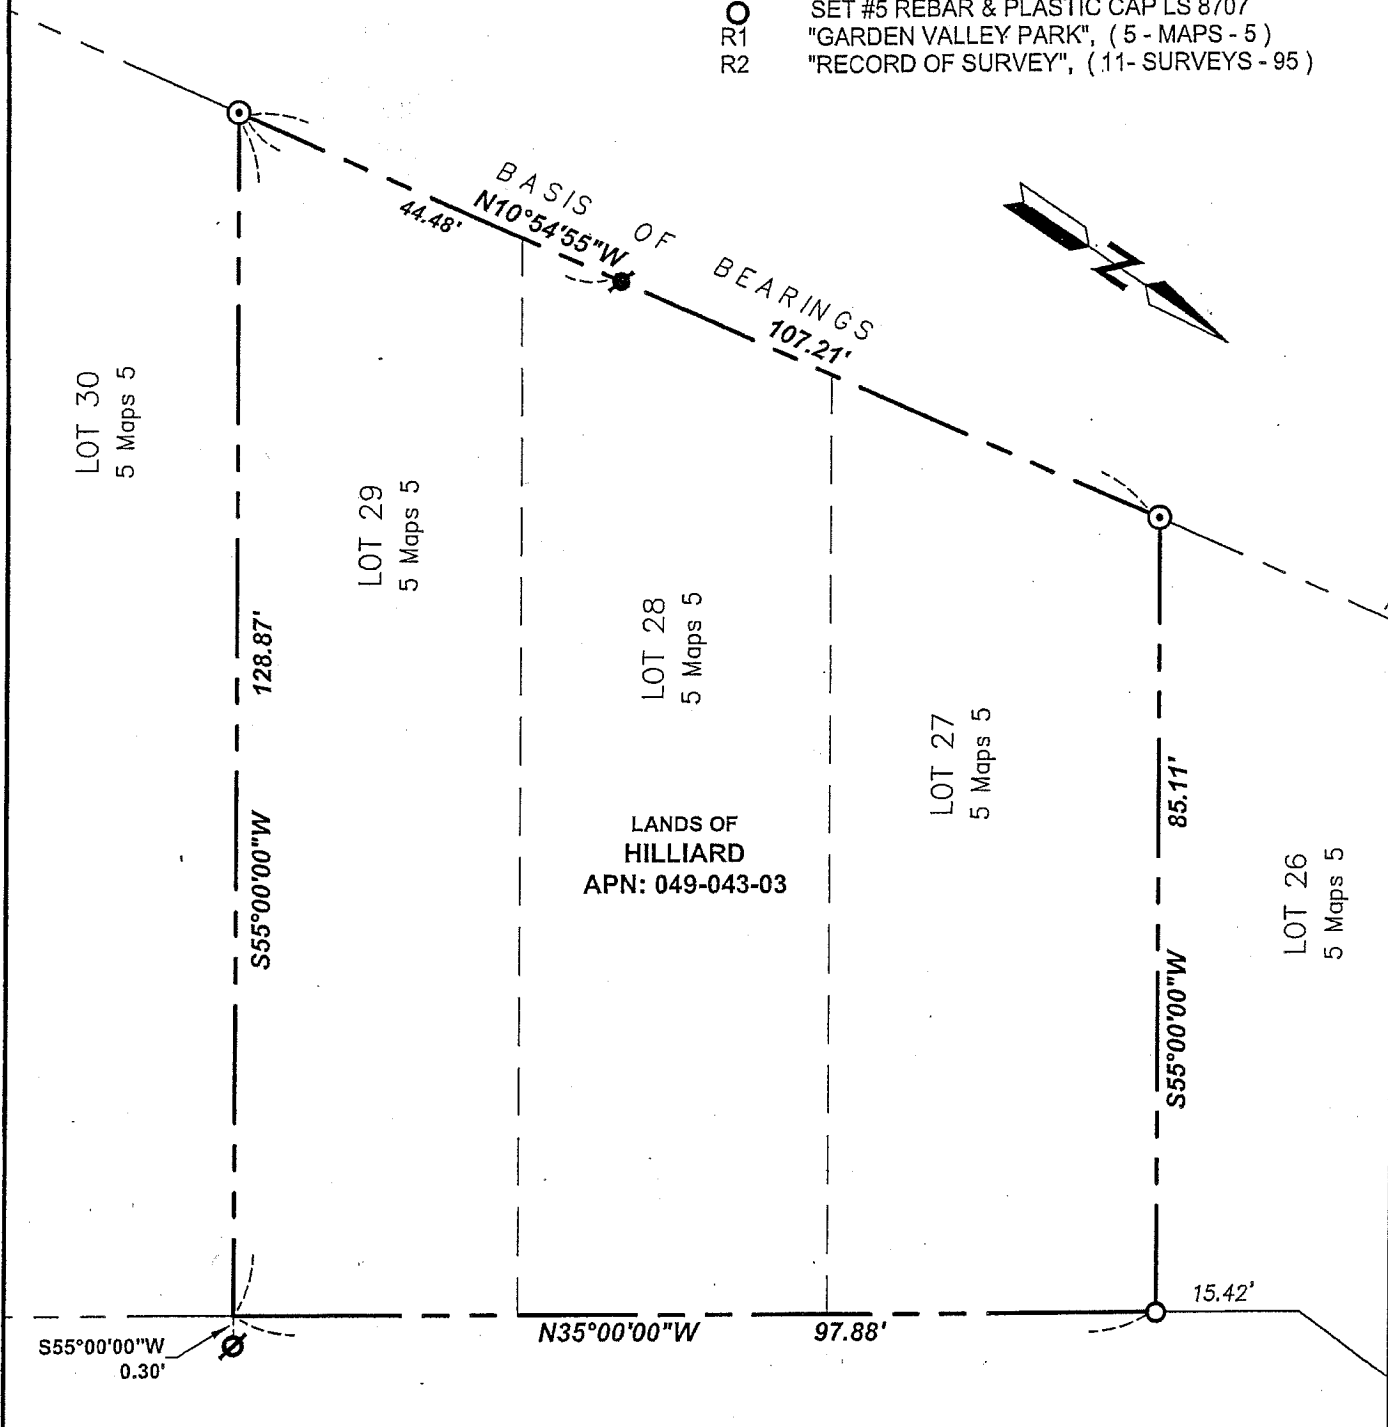 SET #5 REBAR & PLASTIC CAP LS 8707
R1 "GARDEN VALLEY PARK", ( 5 - MAPS - 5 )
R2 "RECORD OF SURVEY", ( 11- SURVEYS - 95 )
BASIS OF BEARINGS
N10°54'55"W
44.48'
107.21'
N
LOT 30
5 Maps 5
LOT 29
5 Maps 5
LOT 28
5 Maps 5
LOT 27
5 Maps 5
LOT 26
5 Maps 5
128.87'
S55°00'00"W
85.11'
S55°00'00"W
LANDS OF
HILLIARD
APN: 049-043-03
15.42'
N35°00'00"W 97.88'
S55°00'00"W
0.30'